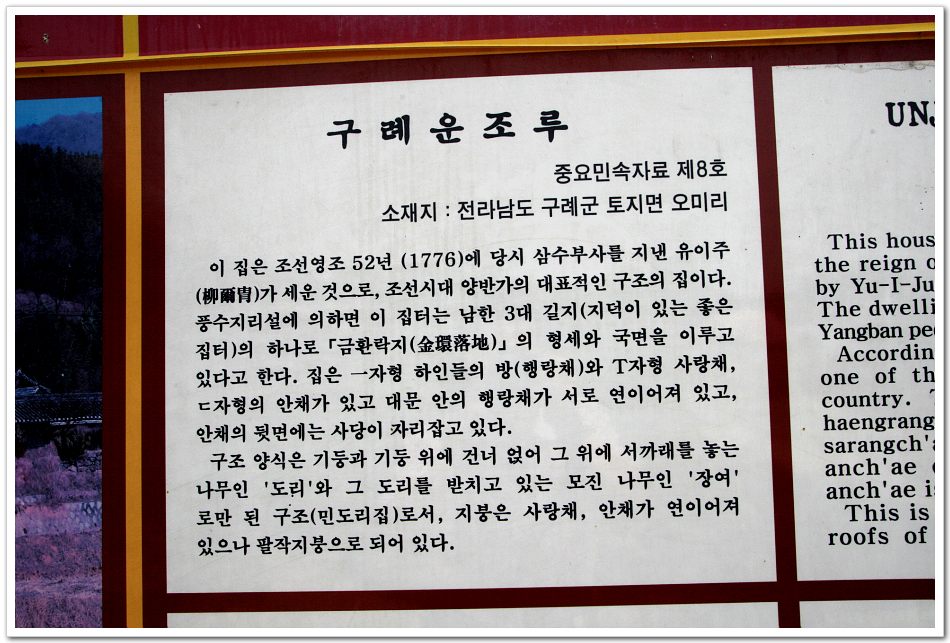 구례운조루
중요민속자료 제8호
소재지 : 전라남도 구례군 토지면 오미리
이 집은 조선영조 52년 (1776)에 당시 삼수부사를 지낸 유이주
(柳爾冑)가 세운 것으로, 조선시대 양반가의 대표적인 구조의 집이다.
풍수지리설에 의하면 이 집터는 남한 3대 길지(지덕이 있는 좋은
집터)의 하나로「금환락지(金環落地)」의 형세와 국면을 이루고
있다고 한다. 집은 一자형 하인들의 방(행랑채)와 T자형 사랑채,
ㄷ자형의 안채가 있고 대문 안의 행랑채가 서로 연이어져 있고,
안채의 뒷면에는 사당이 자리잡고 있다.
구조 양식은 기둥과 기둥 위에 건너 얹어 그 위에 서까래를 놓는
나무인 '도리'와 그 도리를 받치고 있는 모진 나무인 '장여'
로만 된 구조(민도리집)로서, 지붕은 사랑채, 안채가 연이어져
있으나 팔작지붕으로 되어 있다.
UNJ
This hous
the reign o
by Yu-I-Ju
The dwelli
Yangban peo
Accordin
one of th
country.
haengrang
sarangch'a
anch'ae
anch'ae is
This is
roofs of